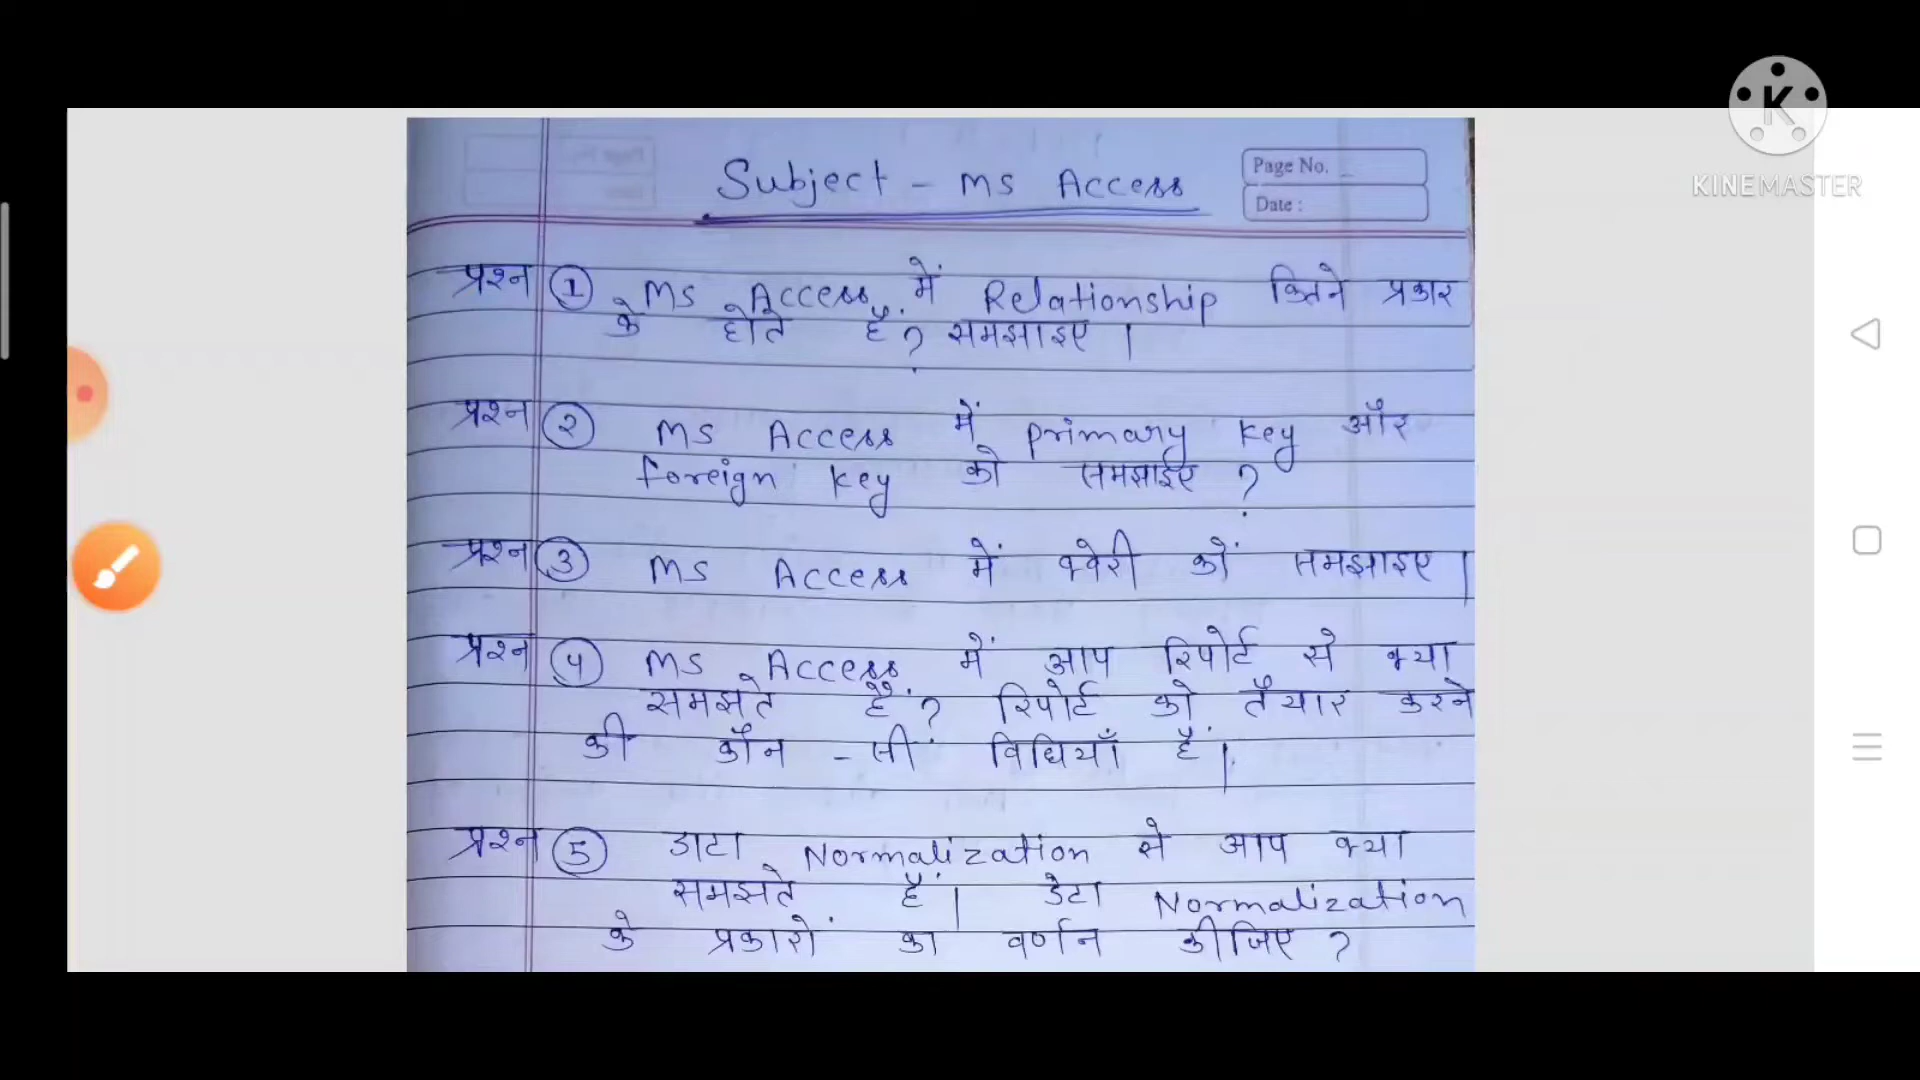 Subject - MS Access
Page No.
Date :
KINEMASTER
प्रश्न ① MS Access में Relationship कितने प्रकार
के होते हैं? समझाइए।
प्रश्न ② MS Access में primary key और
foreign key को समझाईए ?
प्रश्न ③ MS Access में क्वेरी कों समझाइए।
प्रश्न ④ MS Access में आप रिपोर्ट से क्या
समझते हैं? रिपोर्ट को तैयार करने
की कौन - सी विधियाँ हैं।
प्रश्न ⑤ डाटा Normalization से आप क्या
समझते हैं। डेटा Normalization
के प्रकारों का वर्णन कीजिए ?